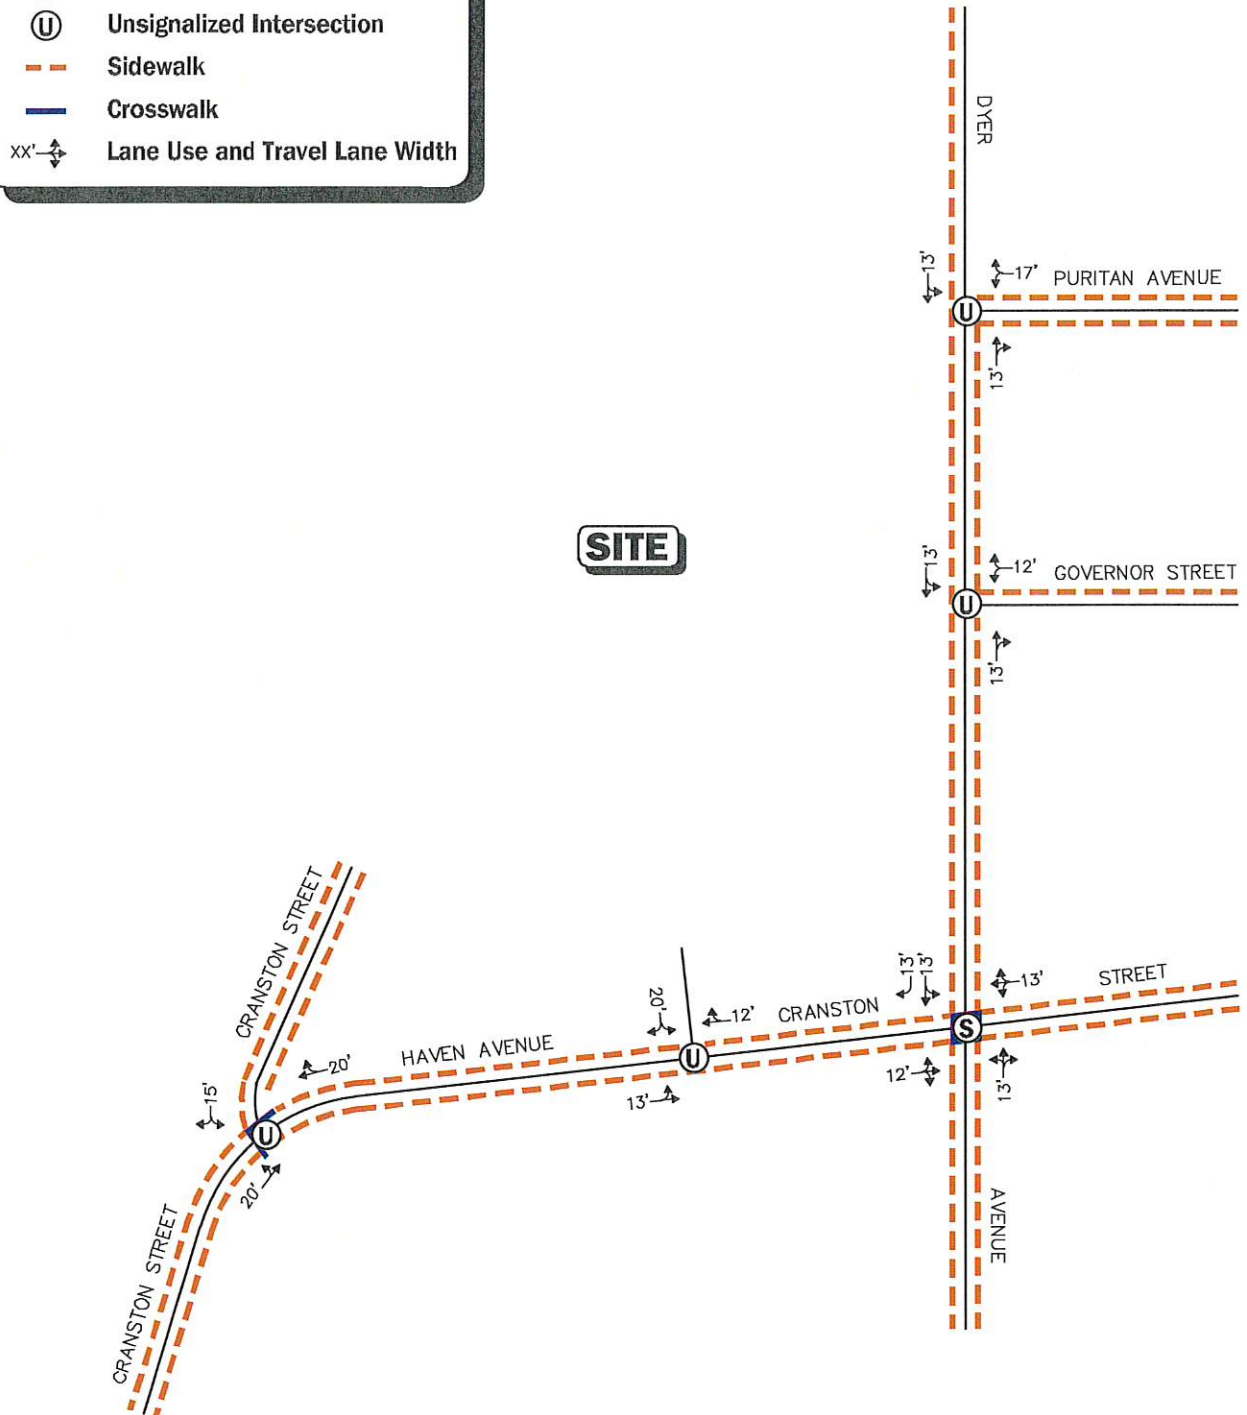 U Unsignalized Intersection
Sidewalk
Crosswalk
XX' Lane Use and Travel Lane Width
DYER
13'
17'
PURITAN AVENUE
U
13'
SITE
13'
12'
GOVERNOR STREET
U
13'
CRANSTON STREET
20'
12'
CRANSTON
13'
13'
13'
STREET
S
HAVEN AVENUE
U
20'
13'
12'
13'
15'
U
20'
AVENUE
CRANSTON STREET